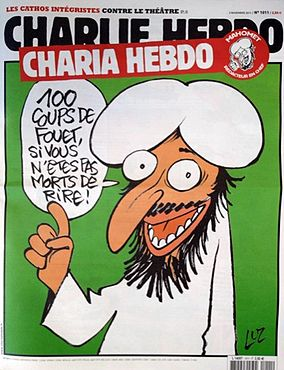 LES CATHOS INTÉGRISTES CONTRE LE THÉÂTRE
CHARLIE HEBDO
CHARIA HEBDO
N° 1011
MAHOMET
RÉDACTEUR EN CHEF
100
COUPS DE
FOUET,
SI VOUS
N'ÊTES PAS
MORTS DE
RIRE !
LUZ